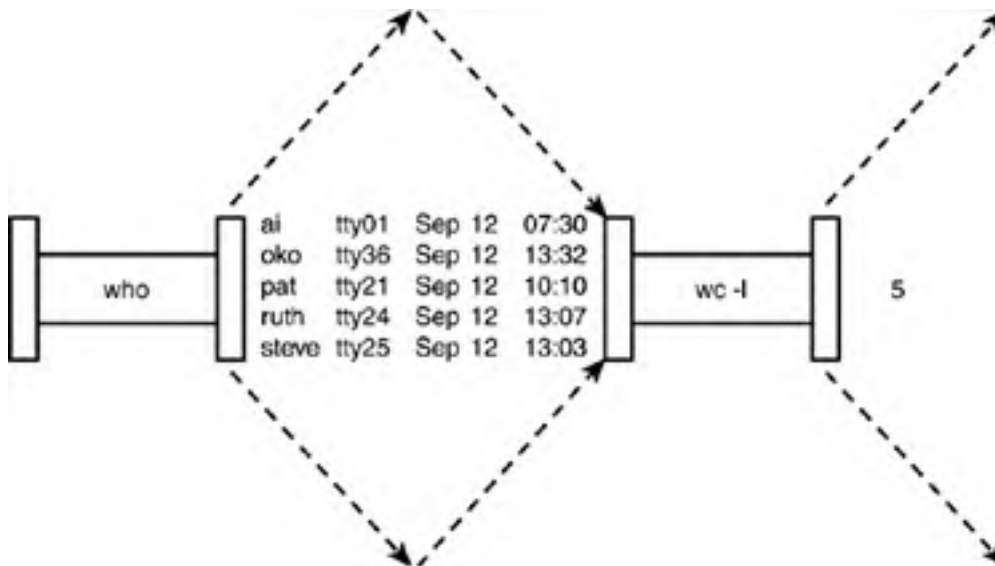 who
ai tty01 Sep 12 07:30
oko tty36 Sep 12 13:32
pat tty21 Sep 12 10:10
ruth tty24 Sep 12 13:07
steve tty25 Sep 12 13:03
wc -l
5